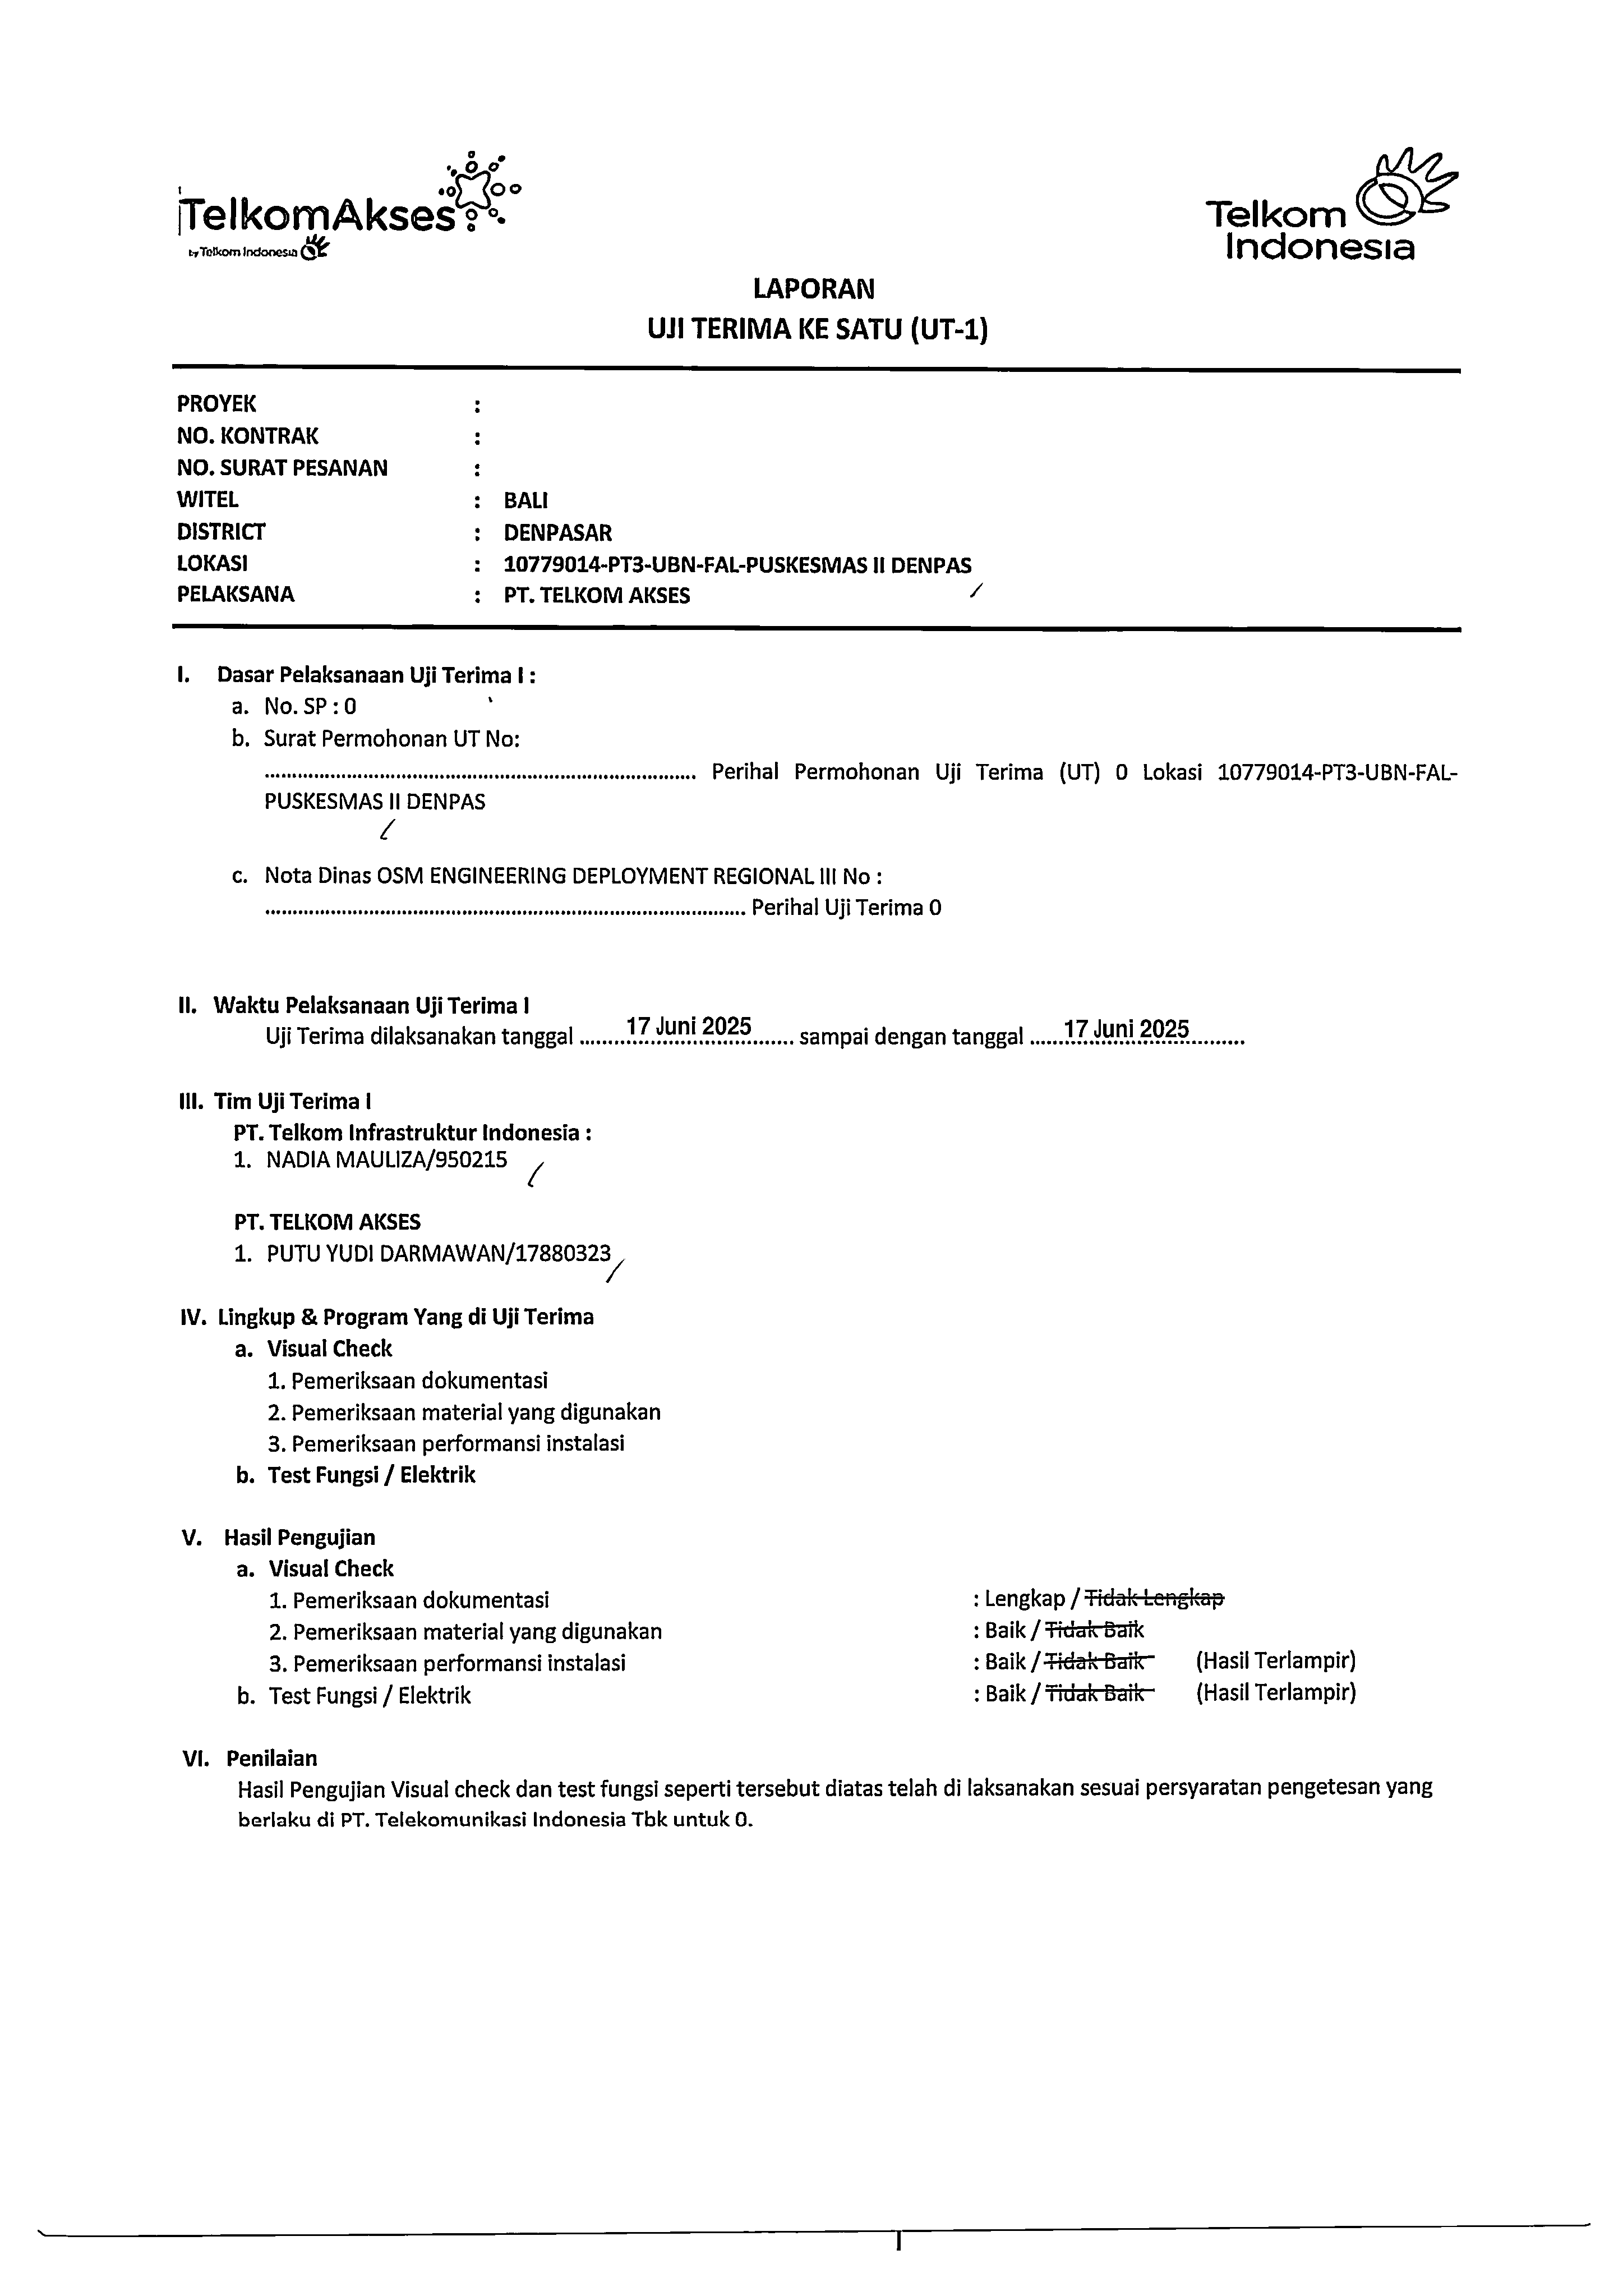 TelkomAkses
by Telkom Indonesia
Telkom
Indonesia
LAPORAN
UJI TERIMA KE SATU (UT-1)
PROYEK :
NO. KONTRAK :
NO. SURAT PESANAN :
WITEL : BALI
DISTRICT : DENPASAR
LOKASI : 10779014-PT3-UBN-FAL-PUSKESMAS II DENPAS
PELAKSANA : PT. TELKOM AKSES
I. Dasar Pelaksanaan Uji Terima I :
a. No. SP : 0
b. Surat Permohonan UT No:
.............................................................................. Perihal Permohonan Uji Terima (UT) 0 Lokasi 10779014-PT3-UBN-FAL-
PUSKESMAS II DENPAS
c. Nota Dinas OSM ENGINEERING DEPLOYMENT REGIONAL III No :
....................................................................................... Perihal Uji Terima 0
II. Waktu Pelaksanaan Uji Terima I
Uji Terima dilaksanakan tanggal ........17 Juni 2025........ sampai dengan tanggal ......17 Juni 2025..........
III. Tim Uji Terima I
PT. Telkom Infrastruktur Indonesia :
1. NADIA MAULIZA/950215
PT. TELKOM AKSES
1. PUTU YUDI DARMAWAN/17880323
IV. Lingkup & Program Yang di Uji Terima
a. Visual Check
1. Pemeriksaan dokumentasi
2. Pemeriksaan material yang digunakan
3. Pemeriksaan performansi instalasi
b. Test Fungsi / Elektrik
V. Hasil Pengujian
a. Visual Check
1. Pemeriksaan dokumentasi : Lengkap / Tidak Lengkap
2. Pemeriksaan material yang digunakan : Baik / Tidak Baik
3. Pemeriksaan performansi instalasi : Baik / Tidak Baik (Hasil Terlampir)
b. Test Fungsi / Elektrik : Baik / Tidak Baik (Hasil Terlampir)
VI. Penilaian
Hasil Pengujian Visual check dan test fungsi seperti tersebut diatas telah di laksanakan sesuai persyaratan pengetesan yang
berlaku di PT. Telekomunikasi Indonesia Tbk untuk 0.